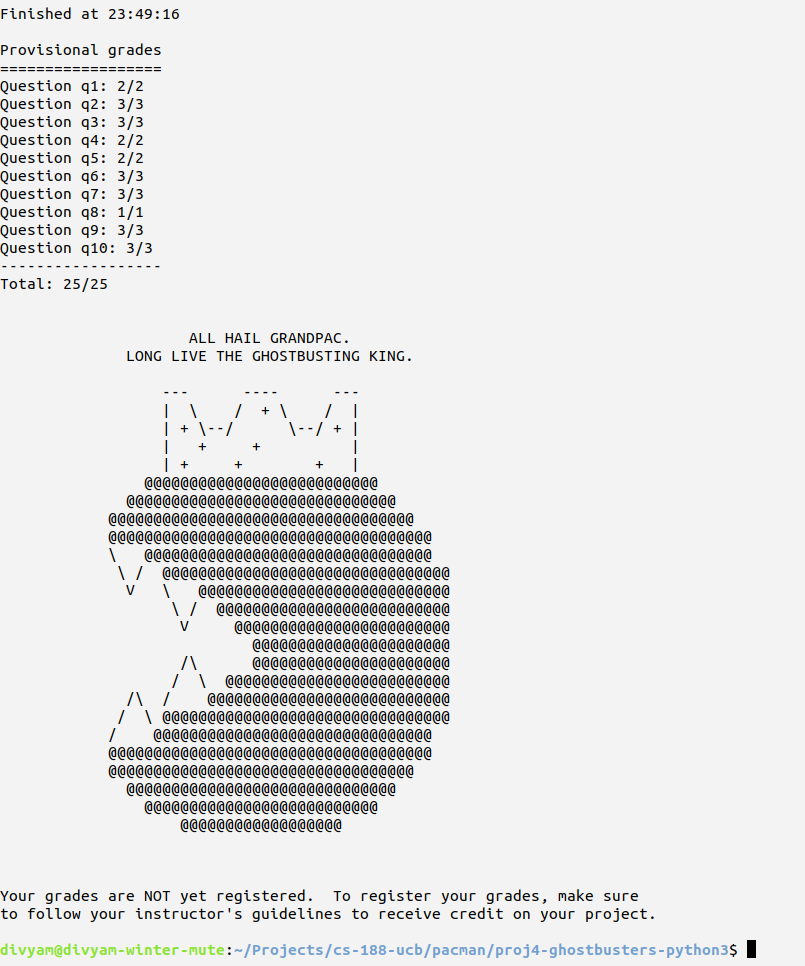 Finished at 23:49:16
Provisional grades
==================
Question q1: 2/2
Question q2: 3/3
Question q3: 3/3
Question q4: 2/2
Question q5: 2/2
Question q6: 3/3
Question q7: 3/3
Question q8: 1/1
Question q9: 3/3
Question q10: 3/3
------------------
Total: 25/25
ALL HAIL GRANDPAC.
LONG LIVE THE GHOSTBUSTING KING.
---      ----      ---
|  \    /  + \    /  |
| + \--/      \--/ + |
|   +     +          |
| +     +        +   |
@@@@@@@@@@@@@@@@@@@@@@@@@@
@@@@@@@@@@@@@@@@@@@@@@@@@@@@@@
@@@@@@@@@@@@@@@@@@@@@@@@@@@@@@@@@@
@@@@@@@@@@@@@@@@@@@@@@@@@@@@@@@@@@@@
\   @@@@@@@@@@@@@@@@@@@@@@@@@@@@@@@@
\ /  @@@@@@@@@@@@@@@@@@@@@@@@@@@@@@@@
V   \   @@@@@@@@@@@@@@@@@@@@@@@@@@@@
\ /  @@@@@@@@@@@@@@@@@@@@@@@@@@
V     @@@@@@@@@@@@@@@@@@@@@@@@
@@@@@@@@@@@@@@@@@@@@@@
/\      @@@@@@@@@@@@@@@@@@@@@@
/  \  @@@@@@@@@@@@@@@@@@@@@@@@@
/\  /    @@@@@@@@@@@@@@@@@@@@@@@@@@@
/  \ @@@@@@@@@@@@@@@@@@@@@@@@@@@@@@@@
/    @@@@@@@@@@@@@@@@@@@@@@@@@@@@@@@
@@@@@@@@@@@@@@@@@@@@@@@@@@@@@@@@@@@@
@@@@@@@@@@@@@@@@@@@@@@@@@@@@@@@@@@
@@@@@@@@@@@@@@@@@@@@@@@@@@@@@@
@@@@@@@@@@@@@@@@@@@@@@@@@@
@@@@@@@@@@@@@@@@@@
Your grades are NOT yet registered.  To register your grades, make sure
to follow your instructor's guidelines to receive credit on your project.
divyam@divyam-winter-mute:~/Projects/cs-188-ucb/pacman/proj4-ghostbusters-python3$